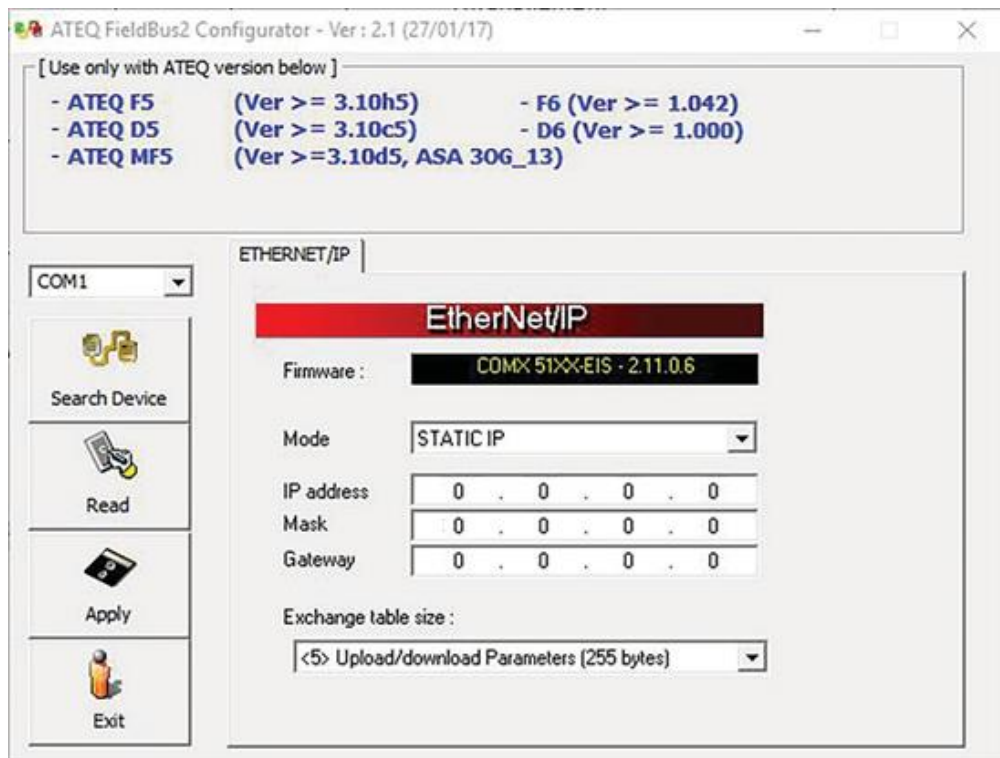 ATEQ FieldBus2 Configurator - Ver : 2.1 (27/01/17)
[ Use only with ATEQ version below ]
- ATEQ F5 (Ver >= 3.10h5) - F6 (Ver >= 1.042)
- ATEQ D5 (Ver >= 3.10c5) - D6 (Ver >= 1.000)
- ATEQ MF5 (Ver >=3.10d5, ASA 3OG_13)
ETHERNET/IP
COM1
EtherNet/IP
Firmware : COMX 51XX-EIS - 2.11.0.6
Search Device
Mode STATIC IP
Read
IP address 0 . 0 . 0 . 0
Mask 0 . 0 . 0 . 0
Gateway 0 . 0 . 0 . 0
Apply
Exchange table size :
<5> Upload/download Parameters (255 bytes)
Exit